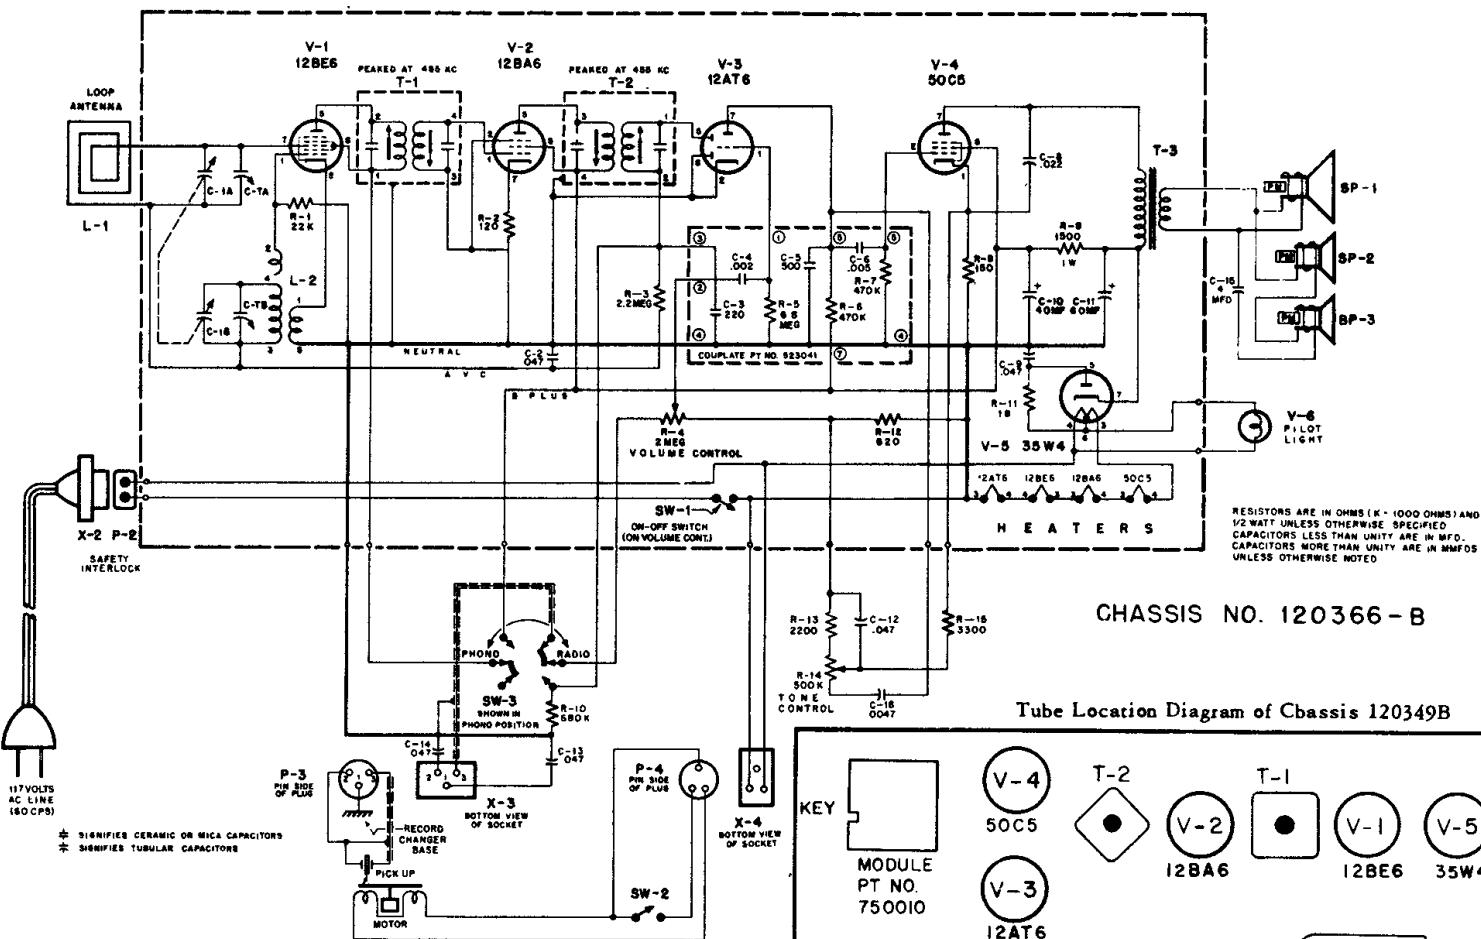 V-1
12BE6
V-2
12BA6
V-3
12AT6
V-4
50C5
PEAKED AT 455 KC
T-1
PEAKED AT 455 KC
T-2
LOOP
ANTENNA
L-1
C-1A
C-TA
R-1
22K
R-2
120
L-2
C-1B
C-TB
R-3
2.2MEG
C-4
.002
C-3
220
R-5
6.8
MEG
C-5
500
C-6
.005
R-6
470K
R-7
470K
COUPLATE PT NO. 923041
C-8
.022
R-8
150
R-9
1500
1W
C-10
40MF
C-11
60MF
T-3
C-15
4
MFD
SP-1
SP-2
SP-3
PM
PM
PM
NEUTRAL
C-2
.047
A V C
B PLUS
R-4
2 MEG
VOLUME CONTROL
R-12
820
C-9
.047
R-11
18
V-5 35W4
V-6
PILOT
LIGHT
12AT6
12BE6
12BA6
50C5
HEATERS
X-2 P-2
SAFETY
INTERLOCK
SW-1
ON-OFF SWITCH
(ON VOLUME CONT.)
RESISTORS ARE IN OHMS (K - 1000 OHMS) AND
1/2 WATT UNLESS OTHERWISE SPECIFIED
CAPACITORS LESS THAN UNITY ARE IN MFD.
CAPACITORS MORE THAN UNITY ARE IN MMFDS
UNLESS OTHERWISE NOTED
CHASSIS NO. 120366-B
PHONO
RADIO
SW-3
SHOWN IN
PHONO POSITION
R-10
680K
C-14
.047
C-13
.047
R-13
2200
C-12
.047
R-15
3300
R-14
500K
TONE
CONTROL
C-16
.0047
117 VOLTS
AC LINE
(60 CPS)
SIGNIFIES CERAMIC OR MICA CAPACITORS
SIGNIFIES TUBULAR CAPACITORS
P-3
PIN SIDE
OF PLUG
RECORD
CHANGER
BASE
PICK UP
MOTOR
X-3
BOTTOM VIEW
OF SOCKET
P-4
PIN SIDE
OF PLUG
SW-2
X-4
BOTTOM VIEW
OF SOCKET
Tube Location Diagram of Chassis 120349B
KEY
MODULE
PT NO.
750010
V-4
50C5
V-3
12AT6
T-2
V-2
12BA6
T-1
V-1
12BE6
V-5
35W4